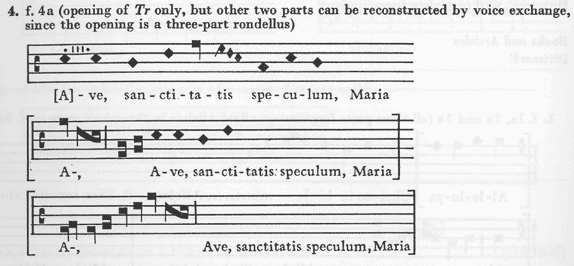 4. f. 4a (opening of Tr only, but other two parts can be reconstructed by voice exchange,
since the opening is a three-part rondellus)
[A] - ve, san - cti - ta - tis spe - cu - lum, Maria
A-, A - ve, san-cti-tatis speculum, Maria
A-, Ave, sanctitatis speculum, Maria